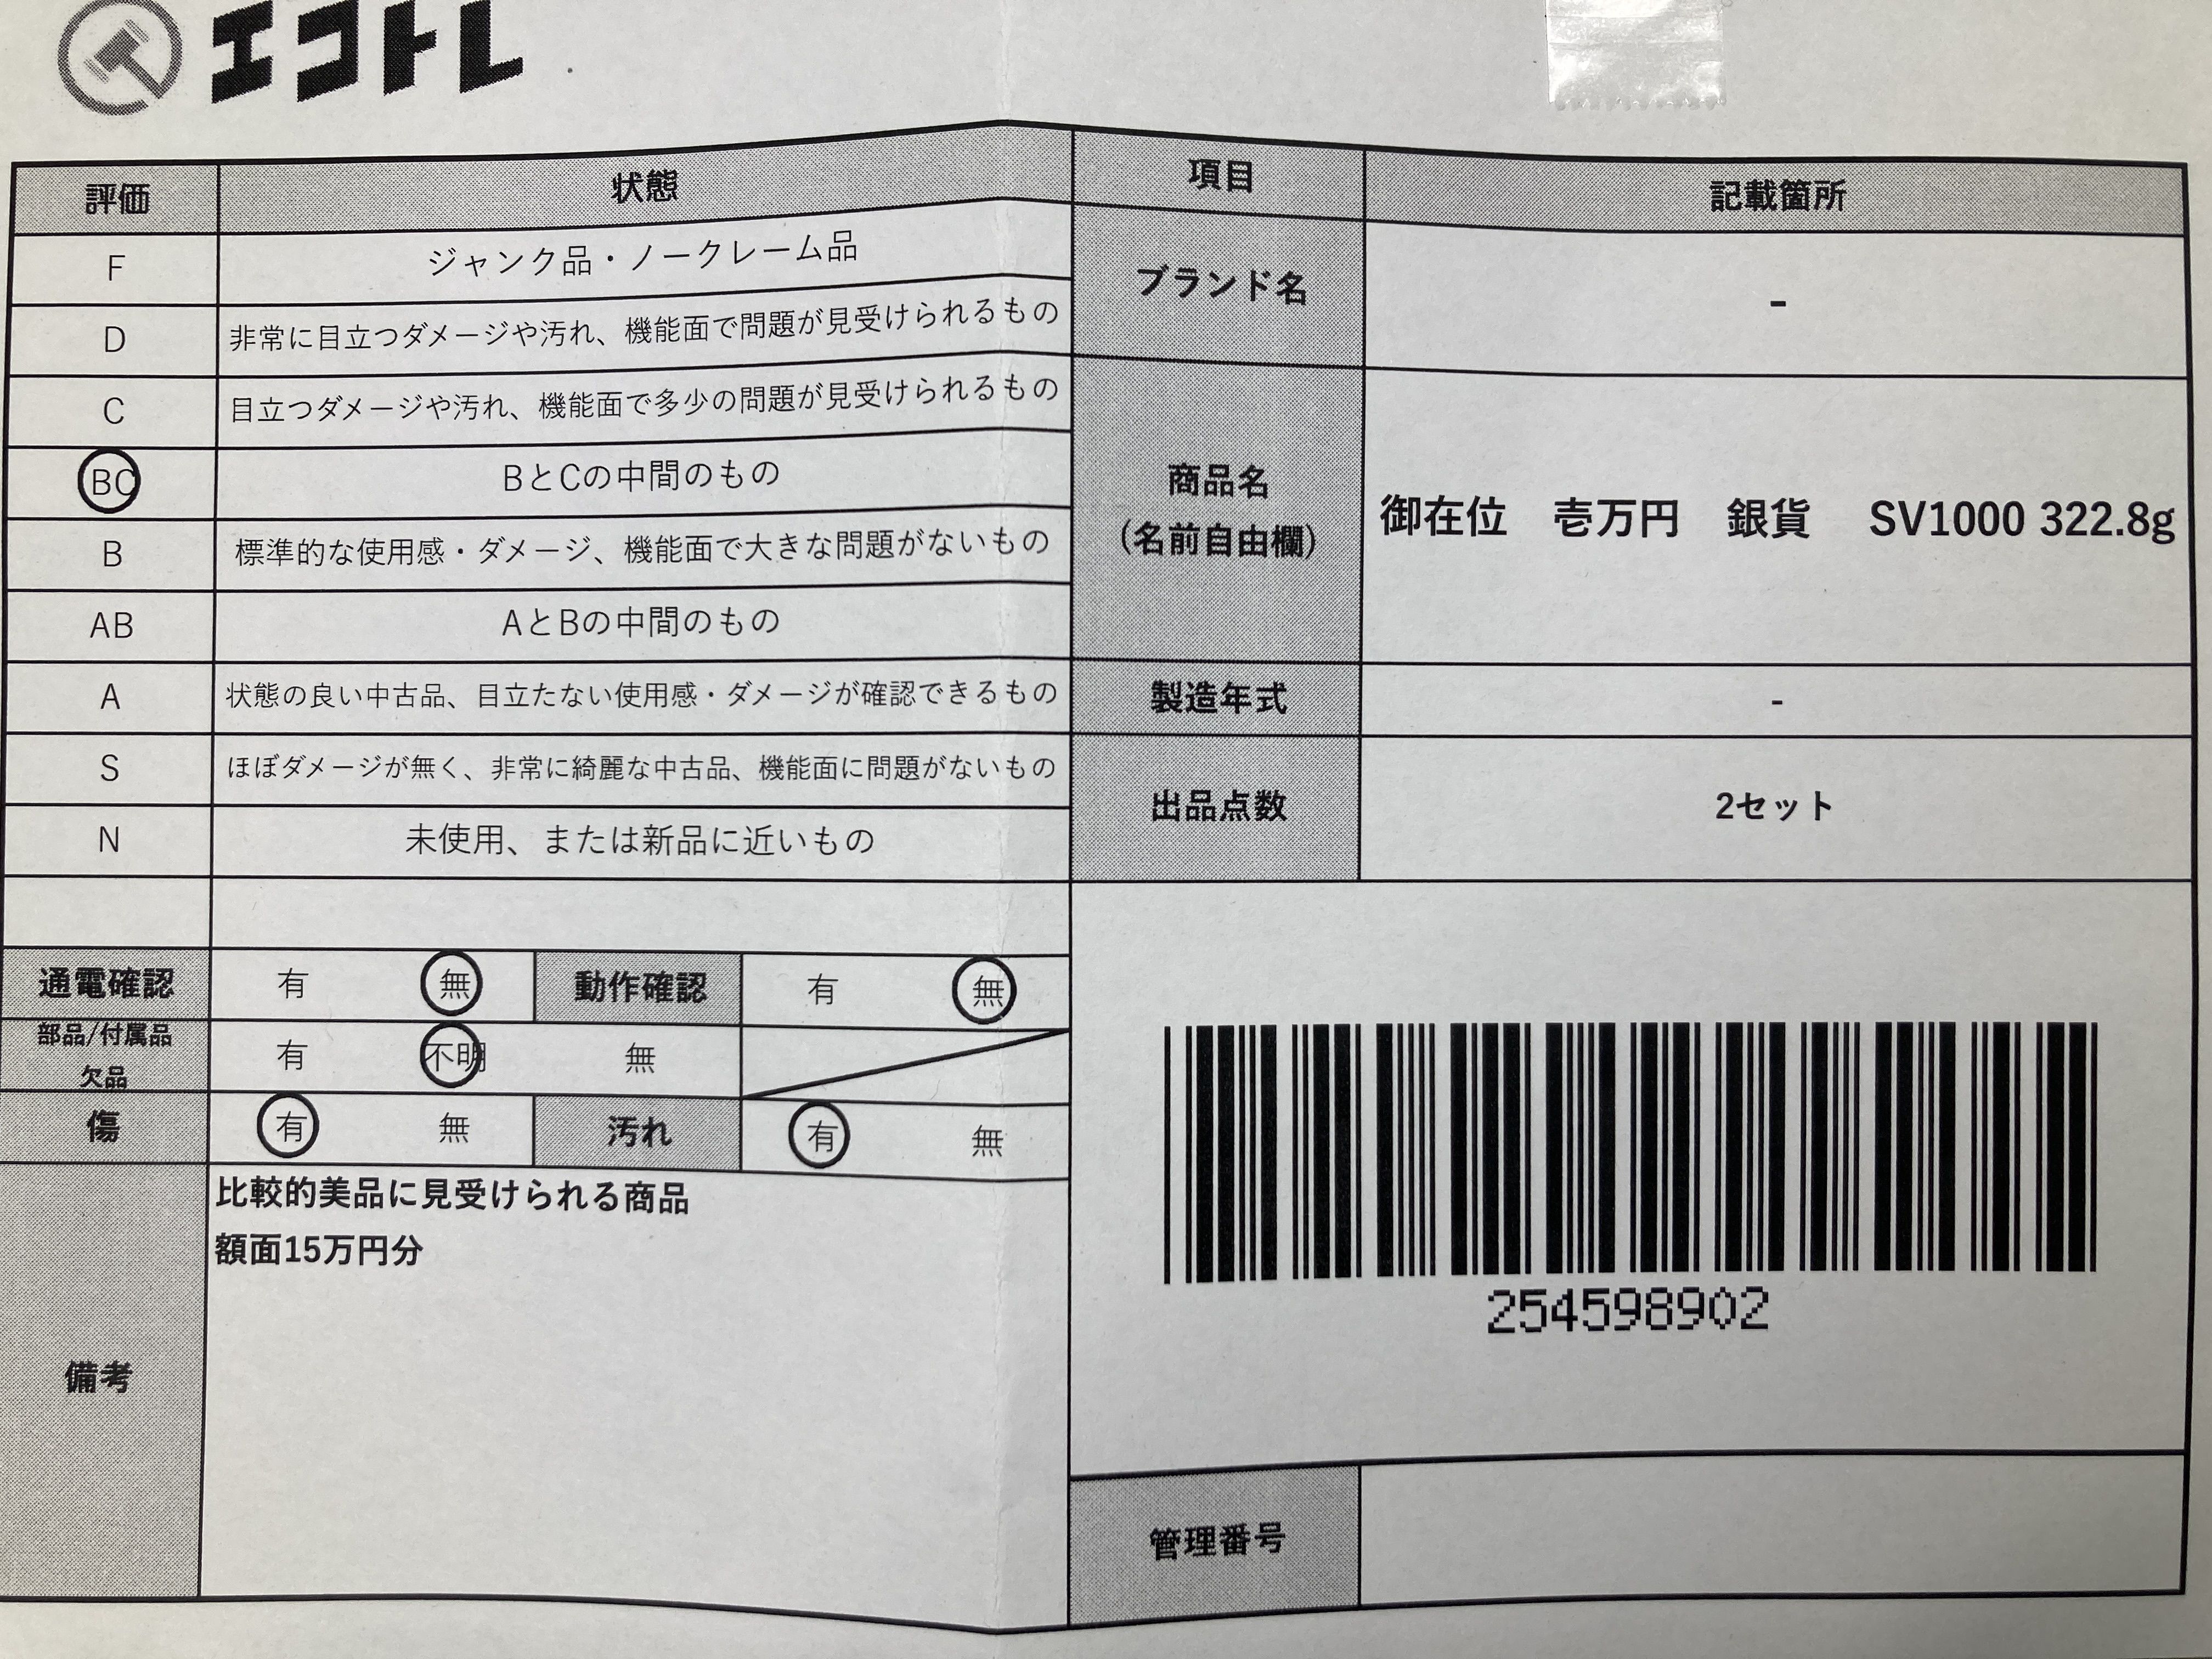 エコトレ
評価 状態
F ジャンク品・ノークレーム品
D 非常に目立つダメージや汚れ、機能面で問題が見受けられるもの
C 目立つダメージや汚れ、機能面で多少の問題が見受けられるもの
BC BとCの中間のもの
B 標準的な使用感・ダメージ、機能面で大きな問題がないもの
AB AとBの中間のもの
A 状態の良い中古品、目立たない使用感・ダメージが確認できるもの
S ほぼダメージが無く、非常に綺麗な中古品、機能面に問題がないもの
N 未使用、または新品に近いもの
通電確認 有 無 動作確認 有 無
部品/付属品
欠品
有 不明 無
傷 有 無 汚れ 有 無
備考
比較的美品に見受けられる商品
額面15万円分
項目 記載箇所
ブランド名 -
商品名
(名前自由欄)
御在位 壱万円 銀貨 SV1000 322.8g
製造年式 -
出品点数 2セット
254598902
管理番号